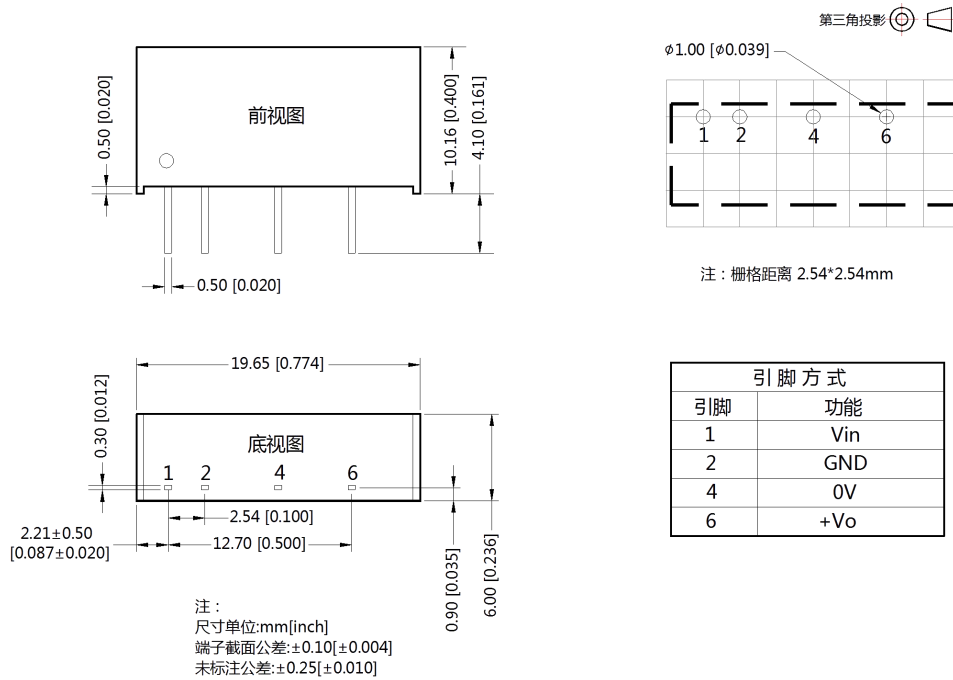 第三角投影
ϕ1.00 [ϕ0.039]
0.50 [0.020]
前视图
10.16 [0.400]
4.10 [0.161]
1 2 4 6
0.50 [0.020]
注：栅格距离 2.54*2.54mm
19.65 [0.774]
0.30 [0.012]
底视图
1 2 4 6
2.54 [0.100]
12.70 [0.500]
2.21±0.50
[0.087±0.020]
0.90 [0.035]
6.00 [0.236]
引脚方式
引脚 功能
1 Vin
2 GND
4 0V
6 +Vo
注：
尺寸单位:mm[inch]
端子截面公差:±0.10[±0.004]
未标注公差:±0.25[±0.010]